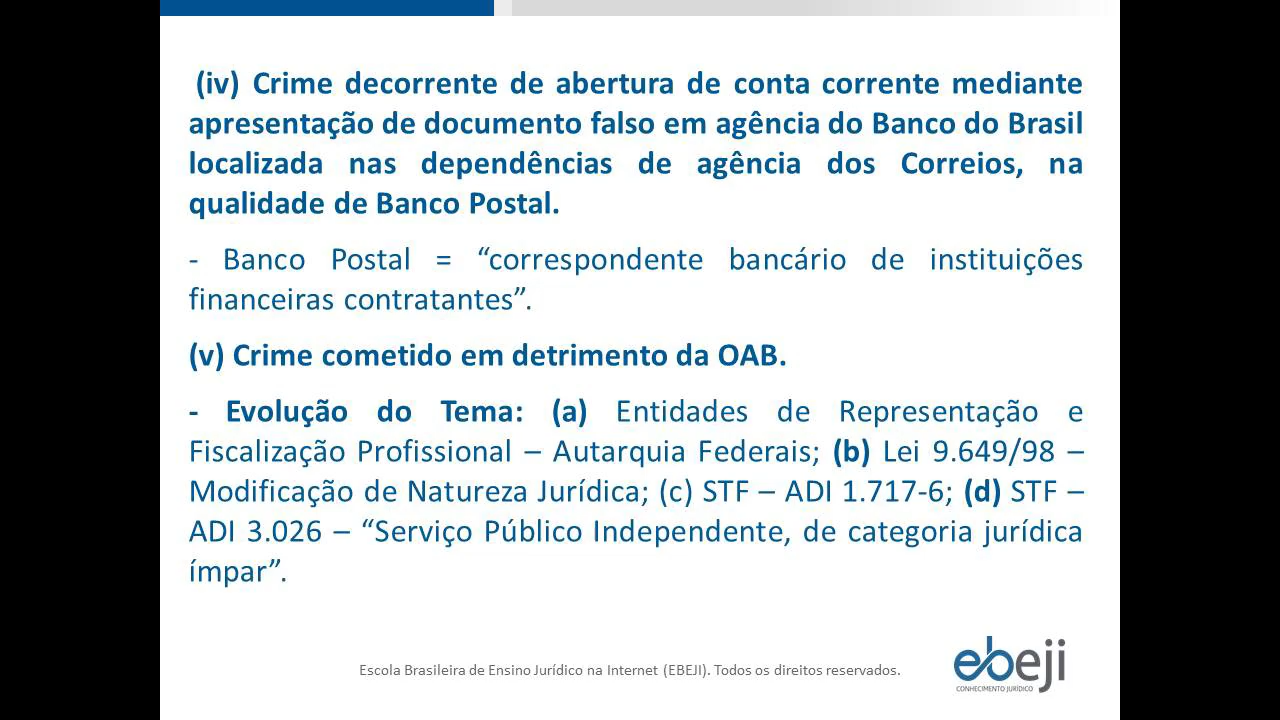 (iv) Crime decorrente de abertura de conta corrente mediante
apresentação de documento falso em agência do Banco do Brasil
localizada nas dependências de agência dos Correios, na
qualidade de Banco Postal.
- Banco Postal = “correspondente bancário de instituições
financeiras contratantes”.
(v) Crime cometido em detrimento da OAB.
- Evolução do Tema: (a) Entidades de Representação e
Fiscalização Profissional – Autarquia Federais; (b) Lei 9.649/98 –
Modificação de Natureza Jurídica; (c) STF – ADI 1.717-6; (d) STF –
ADI 3.026 – “Serviço Público Independente, de categoria jurídica
ímpar”.
Escola Brasileira de Ensino Jurídico na Internet (EBEJI). Todos os direitos reservados.
ebeji
CONHECIMENTO JURÍDICO